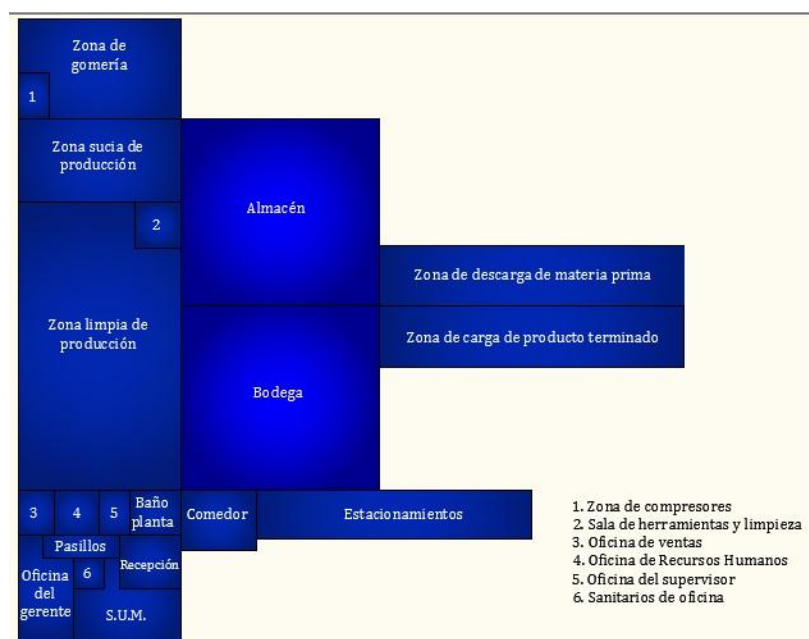 Zona de
gomería
1
Zona sucia de
producción
2
Almacén
Zona de descarga de materia prima
Zona limpia de
producción
Zona de carga de producto terminado
Bodega
3
4
5
Baño
planta
Comedor
Estacionamientos
Pasillos
Oficina
del
gerente
6
Recepción
S.U.M.
1. Zona de compresores
2. Sala de herramientas y limpieza
3. Oficina de ventas
4. Oficina de Recursos Humanos
5. Oficina del supervisor
6. Sanitarios de oficina